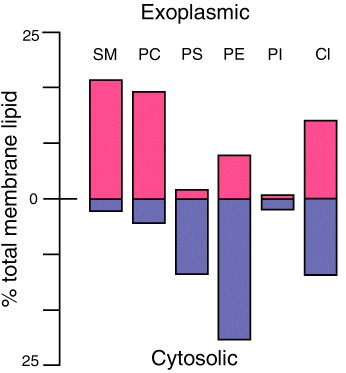 Exoplasmic
25
SM PC PS PE PI Cl
% total membrane lipid
0
25
Cytosolic